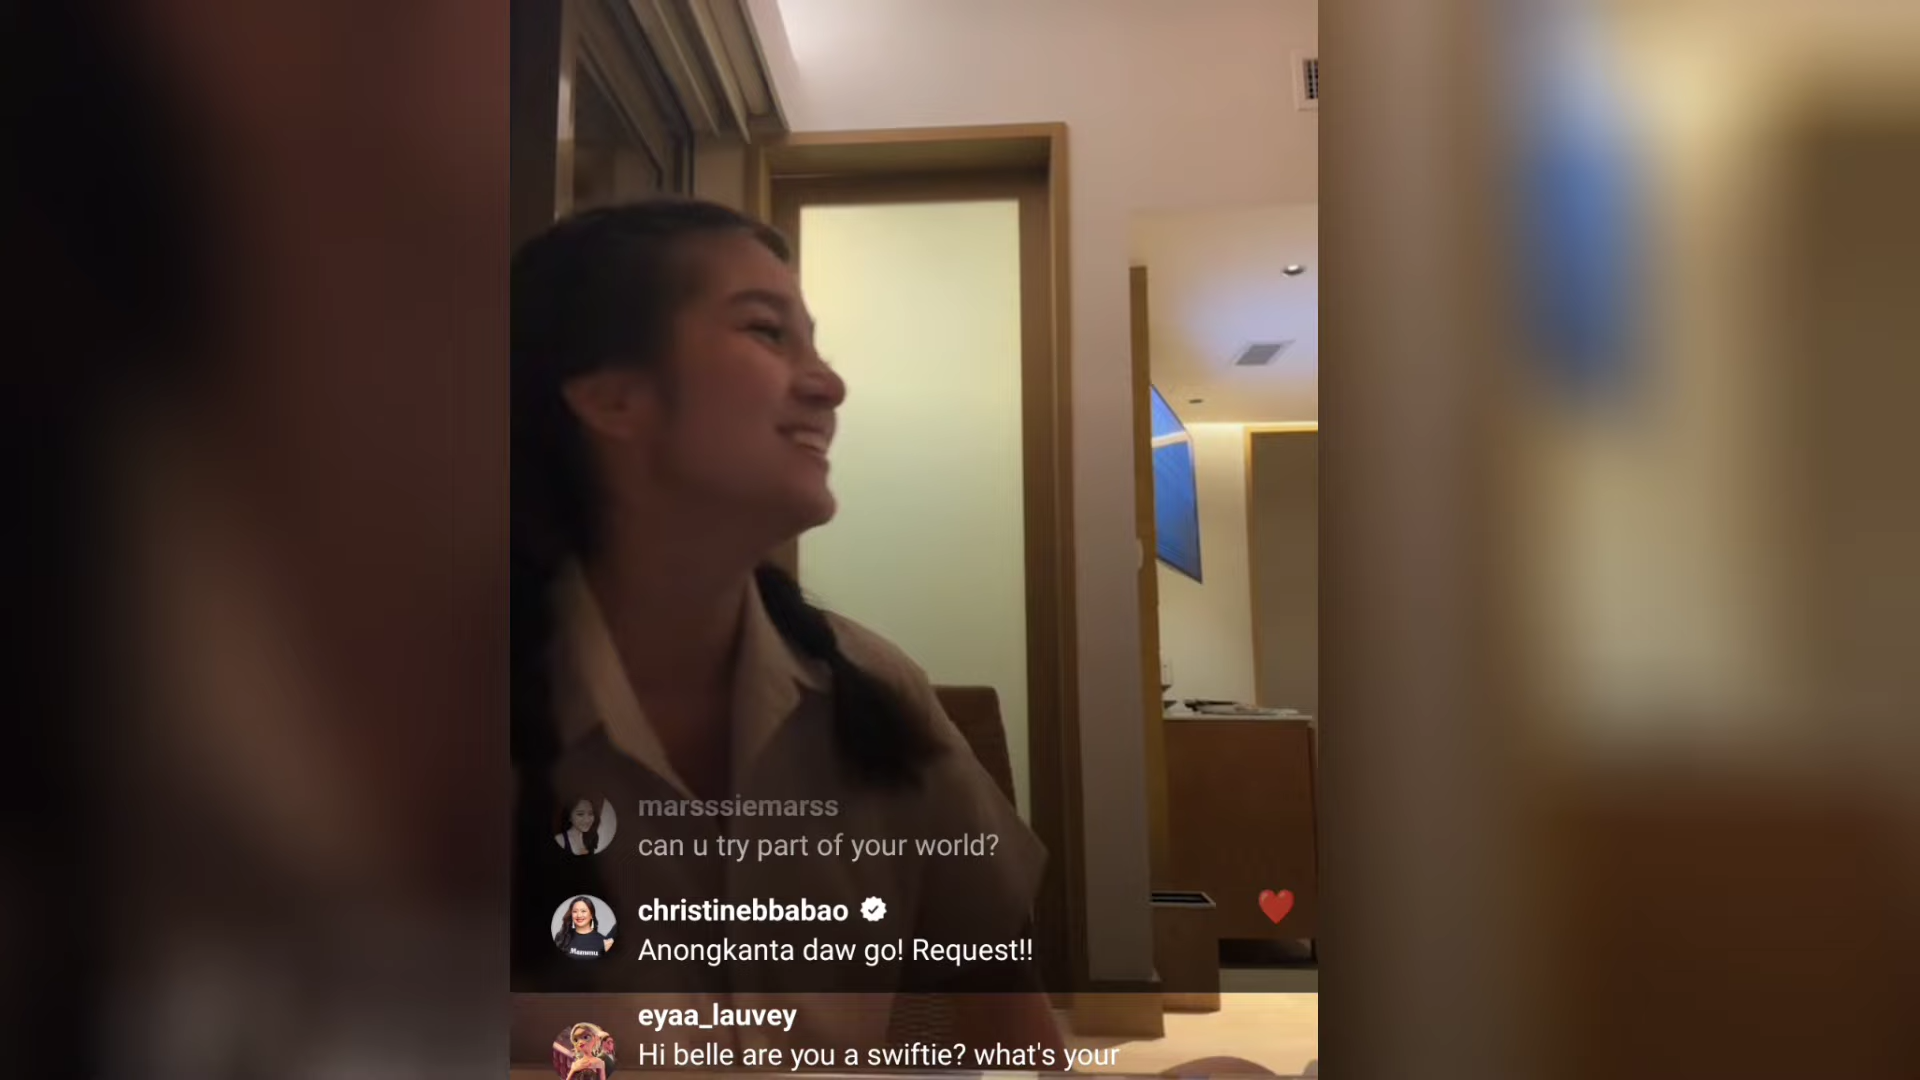 marsssiemarss
can u try part of your world?
christinebbabao
Anongkanta daw go! Request!!
eyaa_lauvey
Hi belle are you a swiftie? what's your